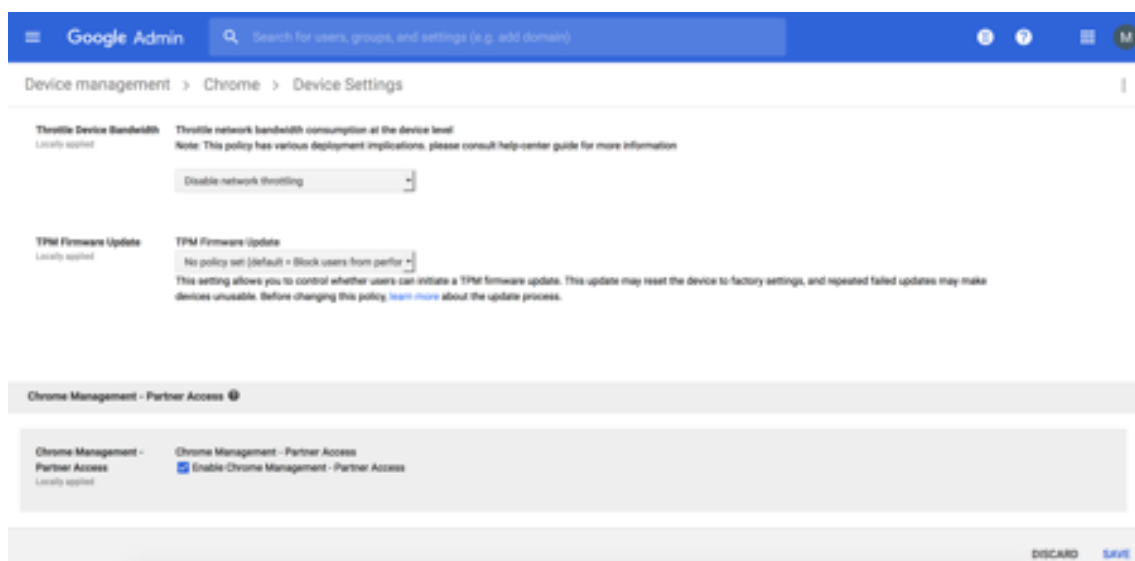 Google Admin
Search for users, groups, and settings (e.g. add domain)
M
Device management > Chrome > Device Settings
Throttle Device Bandwidth
Locally applied
Throttle network bandwidth consumption at the device level
Note: This policy has various deployment implications. please consult help-center guide for more information
Disable network throttling
TPM Firmware Update
Locally applied
TPM Firmware Update
No policy set (default = Block users from perfor
This setting allows you to control whether users can initiate a TPM firmware update. This update may reset the device to factory settings, and repeated failed updates may make
devices unusable. Before changing this policy, learn more about the update process.
Chrome Management - Partner Access
Chrome Management -
Partner Access
Locally applied
Chrome Management - Partner Access
Enable Chrome Management - Partner Access
DISCARD SAVE